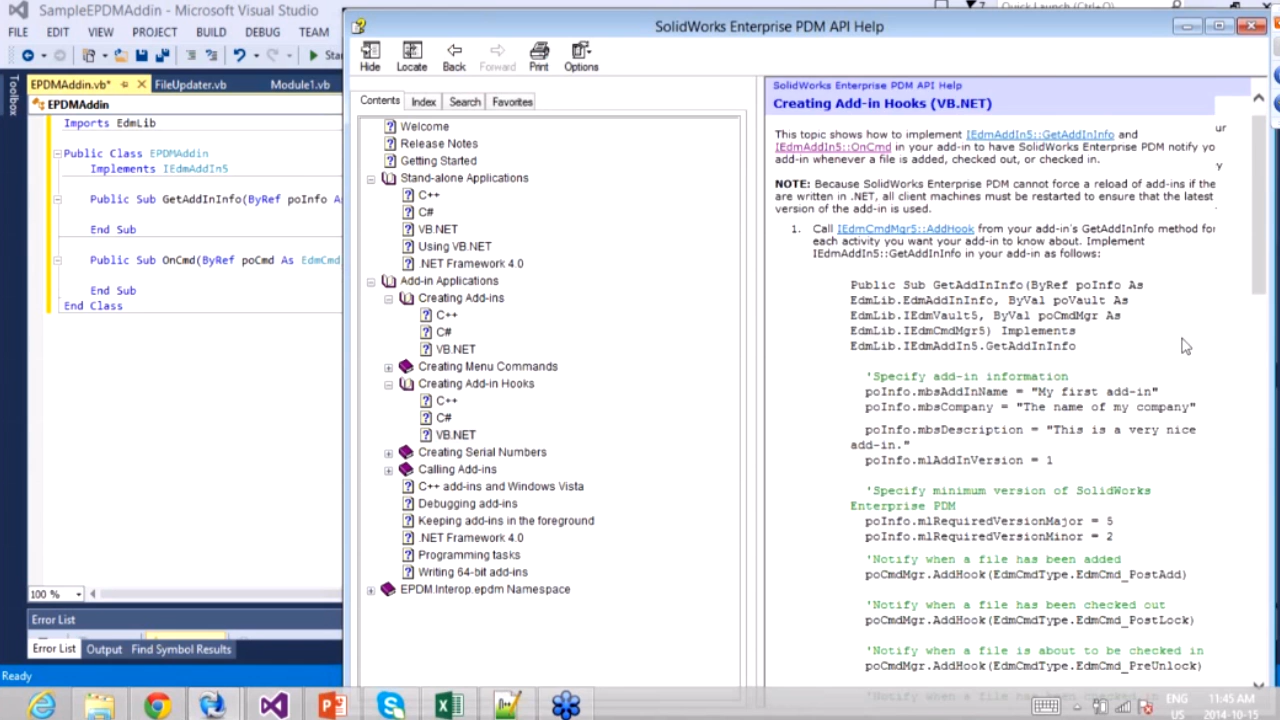 SampleEPDMAddin - Microsoft Visual Studio
Quick Launch (Ctrl+Q)
FILE EDIT VIEW PROJECT BUILD DEBUG TEAM
EPDMAddin.vb* FileUpdater.vb Module1.vb
EPDMAddin
Toolbox
Imports EdmLib
Public Class EPDMAddin
Implements IEdmAddIn5
Public Sub GetAddInInfo(ByRef poInfo As
End Sub
Public Sub OnCmd(ByRef poCmd As EdmCmd
End Sub
End Class
100 %
Error List
Error List Output Find Symbol Results
Ready
SolidWorks Enterprise PDM API Help
Hide Locate Back Forward Print Options
Contents Index Search Favorites
Welcome
Release Notes
Getting Started
Stand-alone Applications
C++
C#
VB.NET
Using VB.NET
.NET Framework 4.0
Add-in Applications
Creating Add-ins
C++
C#
VB.NET
Creating Menu Commands
Creating Add-in Hooks
C++
C#
VB.NET
Creating Serial Numbers
Calling Add-ins
C++ add-ins and Windows Vista
Debugging add-ins
Keeping add-ins in the foreground
.NET Framework 4.0
Programming tasks
Writing 64-bit add-ins
EPDM.Interop.epdm Namespace
SolidWorks Enterprise PDM API Help
Creating Add-in Hooks (VB.NET)
This topic shows how to implement IEdmAddIn5::GetAddInInfo and
IEdmAddIn5::OnCmd in your add-in to have SolidWorks Enterprise PDM notify yo
add-in whenever a file is added, checked out, or checked in.
ur
y
NOTE: Because SolidWorks Enterprise PDM cannot force a reload of add-ins if the
are written in .NET, all client machines must be restarted to ensure that the latest
version of the add-in is used.
1. Call IEdmCmdMgr5::AddHook from your add-in's GetAddInInfo method for
each activity you want your add-in to know about. Implement
IEdmAddIn5::GetAddInInfo in your add-in as follows:
Public Sub GetAddInInfo(ByRef poInfo As
EdmLib.EdmAddInInfo, ByVal poVault As
EdmLib.IEdmVault5, ByVal poCmdMgr As
EdmLib.IEdmCmdMgr5) Implements
EdmLib.IEdmAddIn5.GetAddInInfo
'Specify add-in information
poInfo.mbsAddInName = "My first add-in"
poInfo.mbsCompany = "The name of my company"
poInfo.mbsDescription = "This is a very nice
add-in."
poInfo.mlAddInVersion = 1
'Specify minimum version of SolidWorks
Enterprise PDM
poInfo.mlRequiredVersionMajor = 5
poInfo.mlRequiredVersionMinor = 2
'Notify when a file has been added
poCmdMgr.AddHook(EdmCmdType.EdmCmd_PostAdd)
'Notify when a file has been checked out
poCmdMgr.AddHook(EdmCmdType.EdmCmd_PostLock)
'Notify when a file is about to be checked in
poCmdMgr.AddHook(EdmCmdType.EdmCmd_PreUnlock)
ENG
US
11:45 AM
2014-10-15